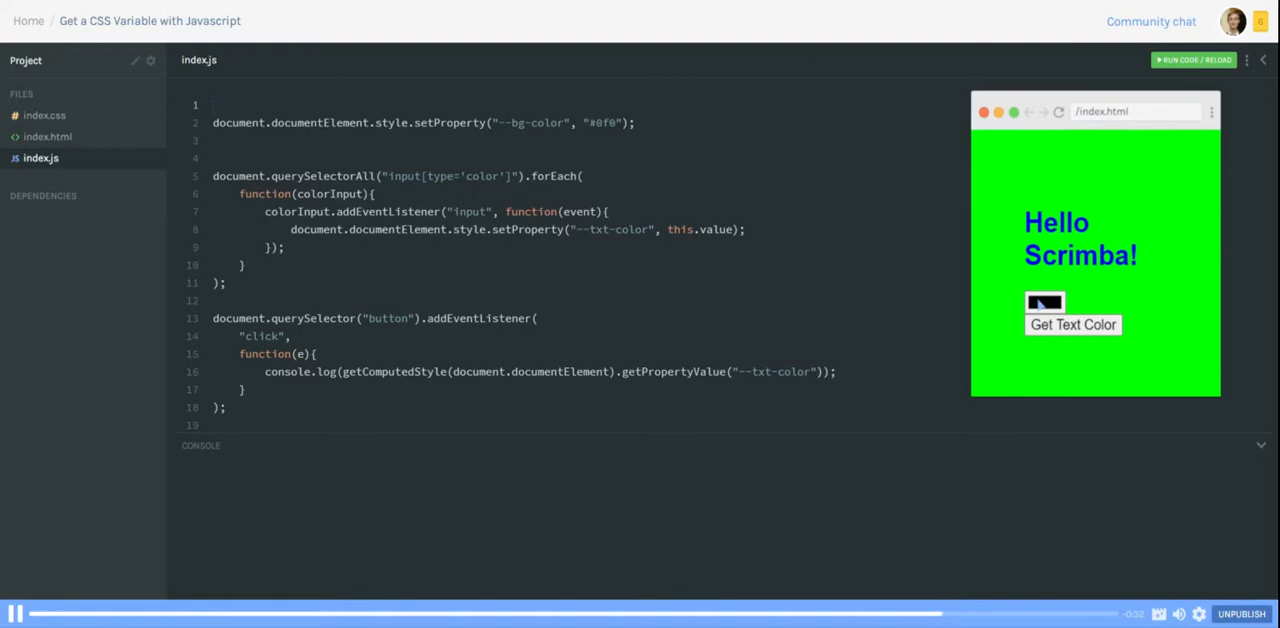 Home / Get a CSS Variable with Javascript
Community chat
6
Project
index.js
RUN CODE / RELOAD
FILES
# index.css
<> index.html
JS index.js
DEPENDENCIES
1
2 document.documentElement.style.setProperty("--bg-color", "#0f0");
3
4
5 document.querySelectorAll("input[type='color']").forEach(
6 function(colorInput){
7 colorInput.addEventListener("input", function(event){
8 document.documentElement.style.setProperty("--txt-color", this.value);
9 });
10 }
11 );
12
13 document.querySelector("button").addEventListener(
14 "click",
15 function(e){
16 console.log(getComputedStyle(document.documentElement).getPropertyValue("--txt-color"));
17 }
18 );
19
/index.html
Hello
Scrimba!
Get Text Color
CONSOLE
-0:32
UNPUBLISH